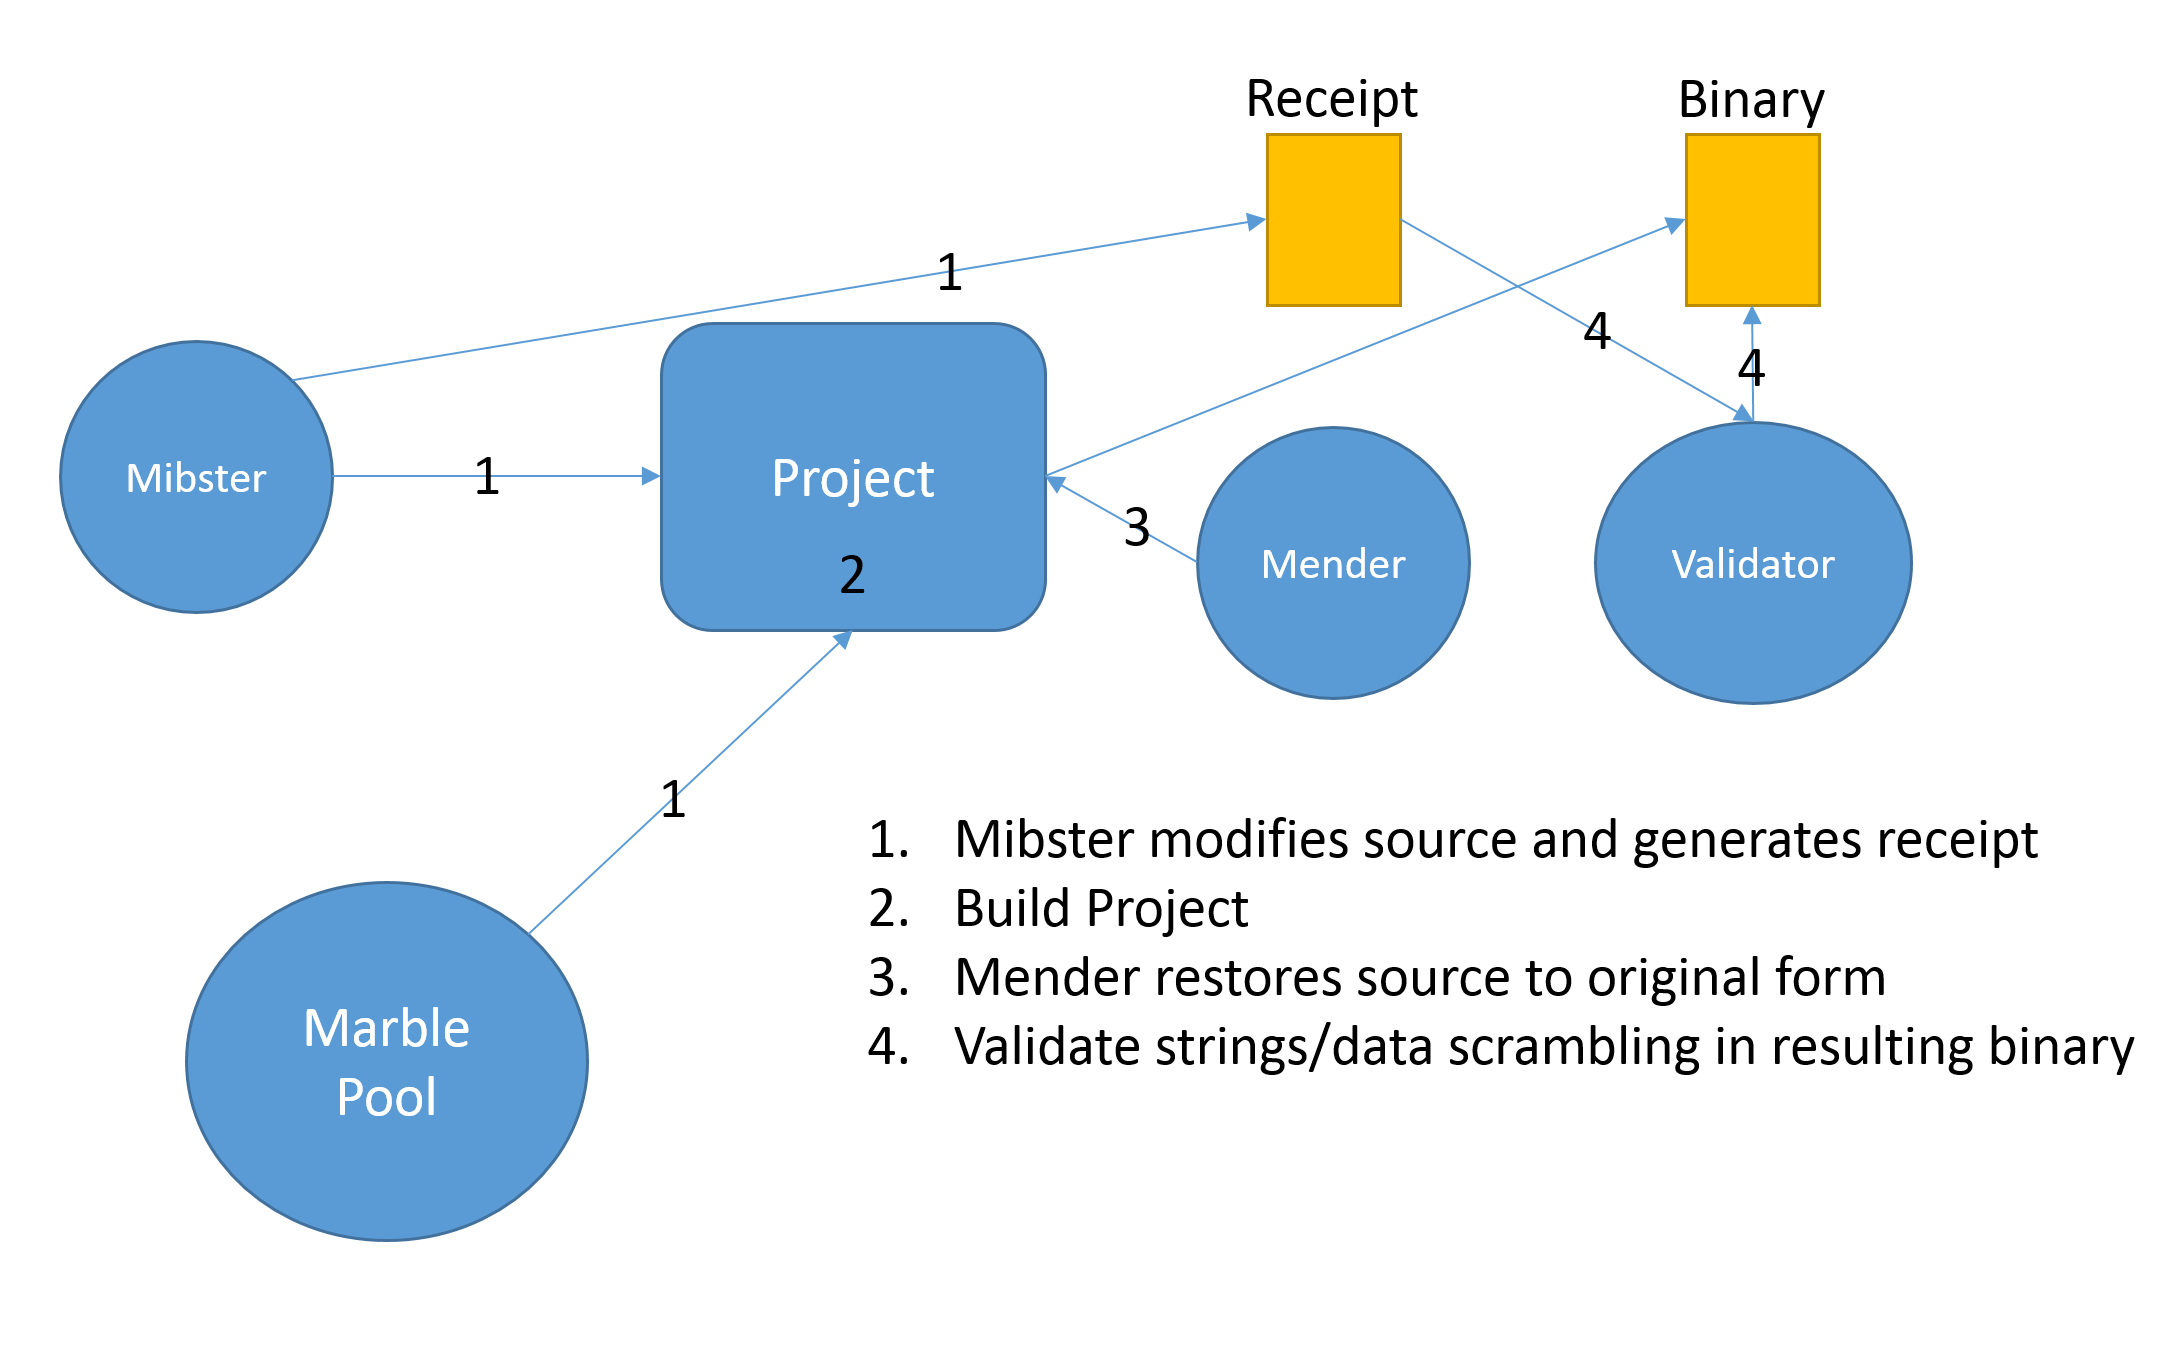 Receipt
Binary
1
4
4
Mibster
1
Project
3
Mender
Validator
2
1
1. Mibster modifies source and generates receipt
2. Build Project
3. Mender restores source to original form
4. Validate strings/data scrambling in resulting binary
Marble
Pool